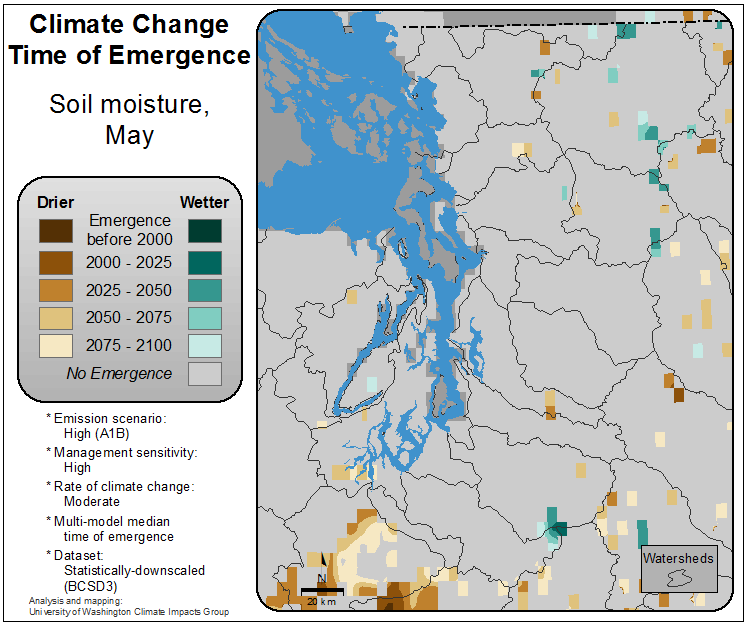 Climate Change
Time of Emergence
Soil moisture,
May
Drier
Wetter
Emergence
before 2000
2000 - 2025
2025 - 2050
2050 - 2075
2075 - 2100
No Emergence
* Emission scenario:
High (A1B)
* Management sensitivity:
High
* Rate of climate change:
Moderate
* Multi-model median
time of emergence
* Dataset:
Statistically-downscaled
(BCSD3)
Analysis and mapping:
University of Washington Climate Impacts Group
N
20 km
Watersheds